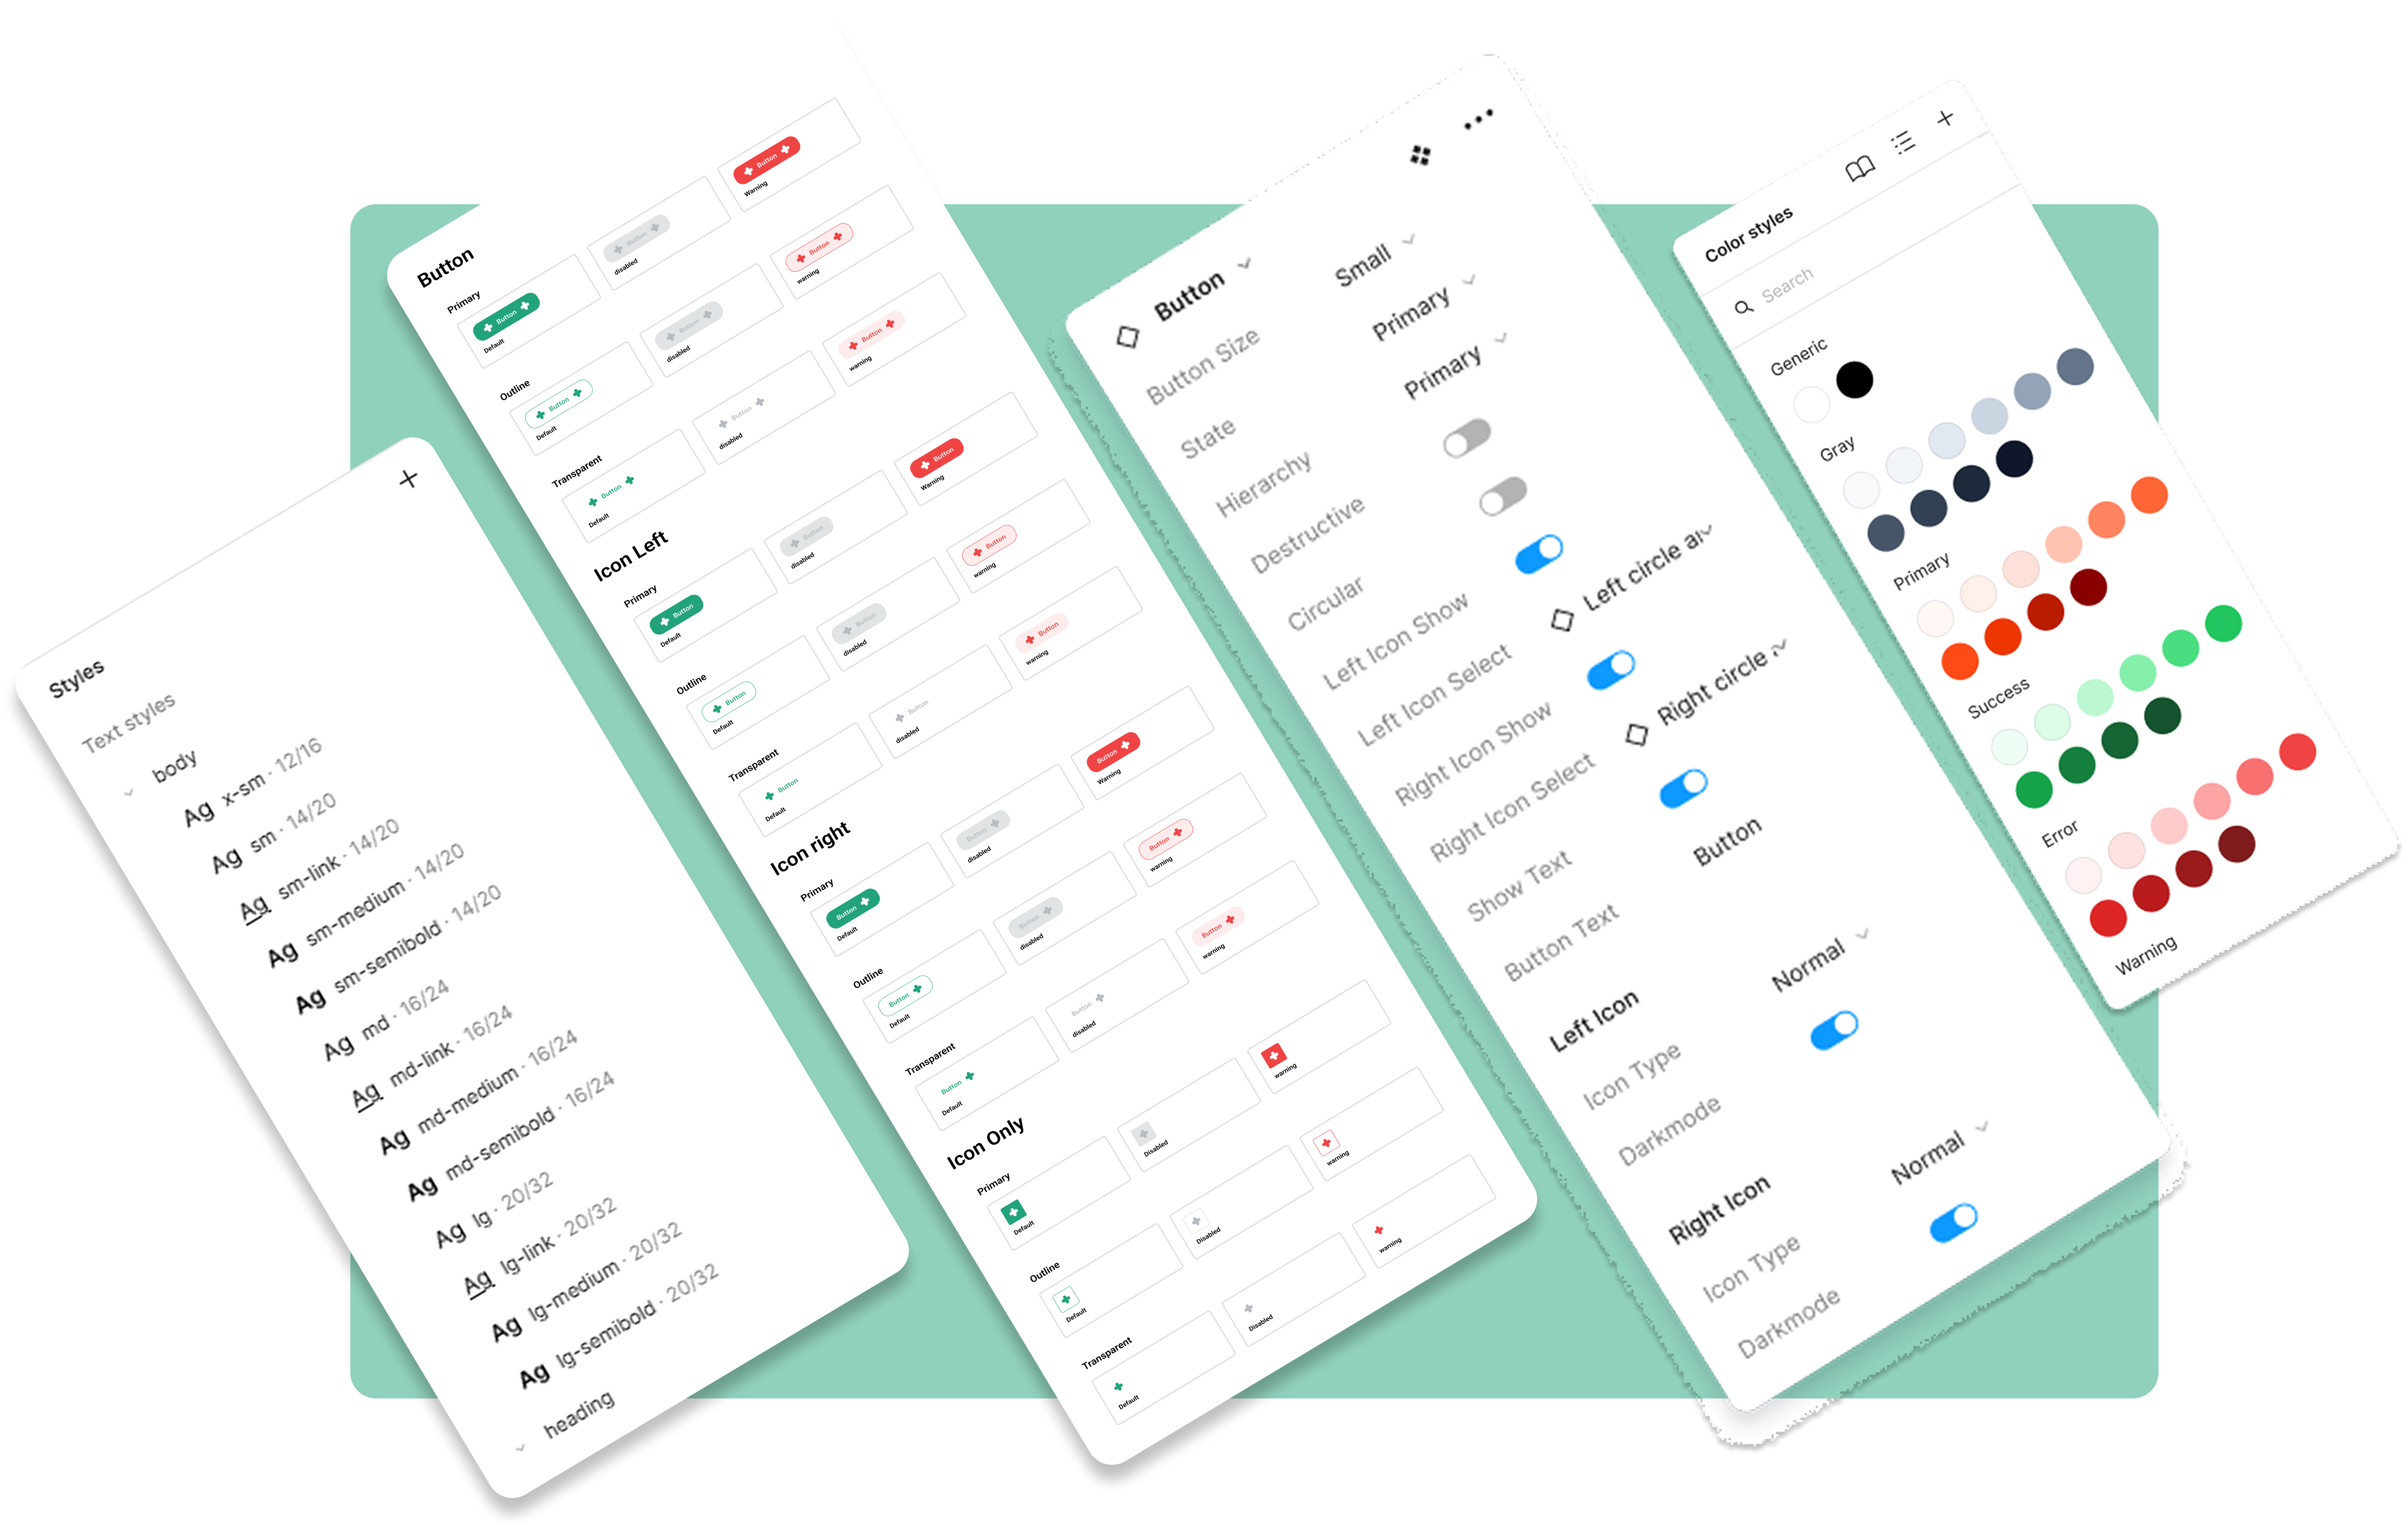 Styles
Text styles
body
Ag x-sm · 12/16
Ag sm · 14/20
Ag sm-link · 14/20
Ag sm-medium · 14/20
Ag sm-semibold · 14/20
Ag md · 16/24
Ag md-link · 16/24
Ag md-medium · 16/24
Ag md-semibold · 16/24
Ag lg · 20/32
Ag lg-link · 20/32
Ag lg-medium · 20/32
Ag lg-semibold · 20/32
heading
Button
Primary
Button Button Button
Default disabled Warning
Outline
Button Button Button
Default disabled warning
Transparent
Button Button Button
Default disabled warning
Icon Left
Primary
Button Button Button
Default disabled Warning
Outline
Button Button Button
Default disabled warning
Transparent
Button Button Button
Default disabled warning
Icon right
Primary
Button Button Button
Default disabled Warning
Outline
Button Button Button
Default disabled warning
Transparent
Button Button Button
Default disabled warning
Icon Only
Primary
Default Disabled warning
Outline
Default Disabled warning
Transparent
Default Disabled warning
Button
Button Size Small
State Primary
Hierarchy Primary
Destructive
Circular
Left Icon Show
Left Icon Select Left circle
Right Icon Show
Right Icon Select Right circle
Show Text
Button Text Button
Left Icon
Icon Type Normal
Darkmode
Right Icon
Icon Type Normal
Darkmode
Color styles
Search
Generic
Gray
Primary
Success
Error
Warning